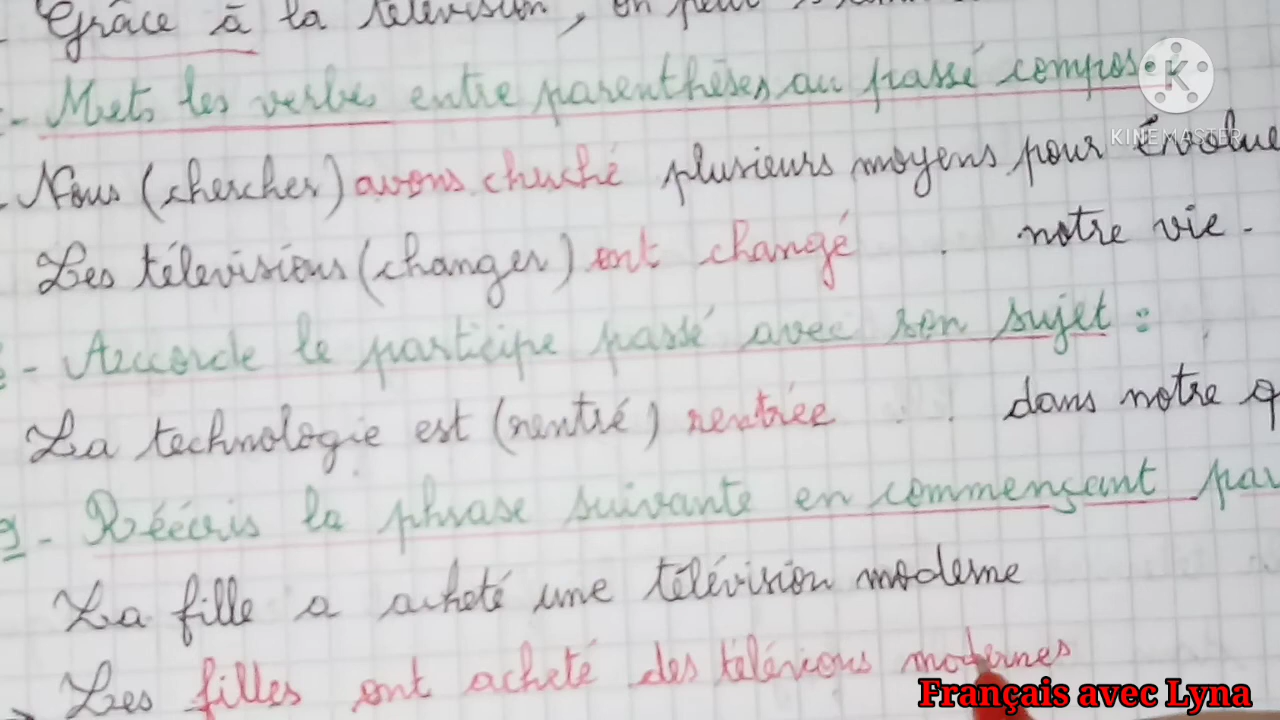 Grâce à la télévision, on peut
- Mets les verbes entre parenthèses au passé composé
- Nous (chercher) avons cherché plusieurs moyens pour évolue
Les télévisions (changer) ont changé . notre vie.
- Accorde le participe passé avec son sujet :
La technologie est (rentré) rentrée . . dans notre q
9 - Réécris la phrase suivante en commençant par
La fille a acheté une télévision moderne
→ Les filles ont acheté des télévions modernes
K
KINEMASTER
Français avec Lyna